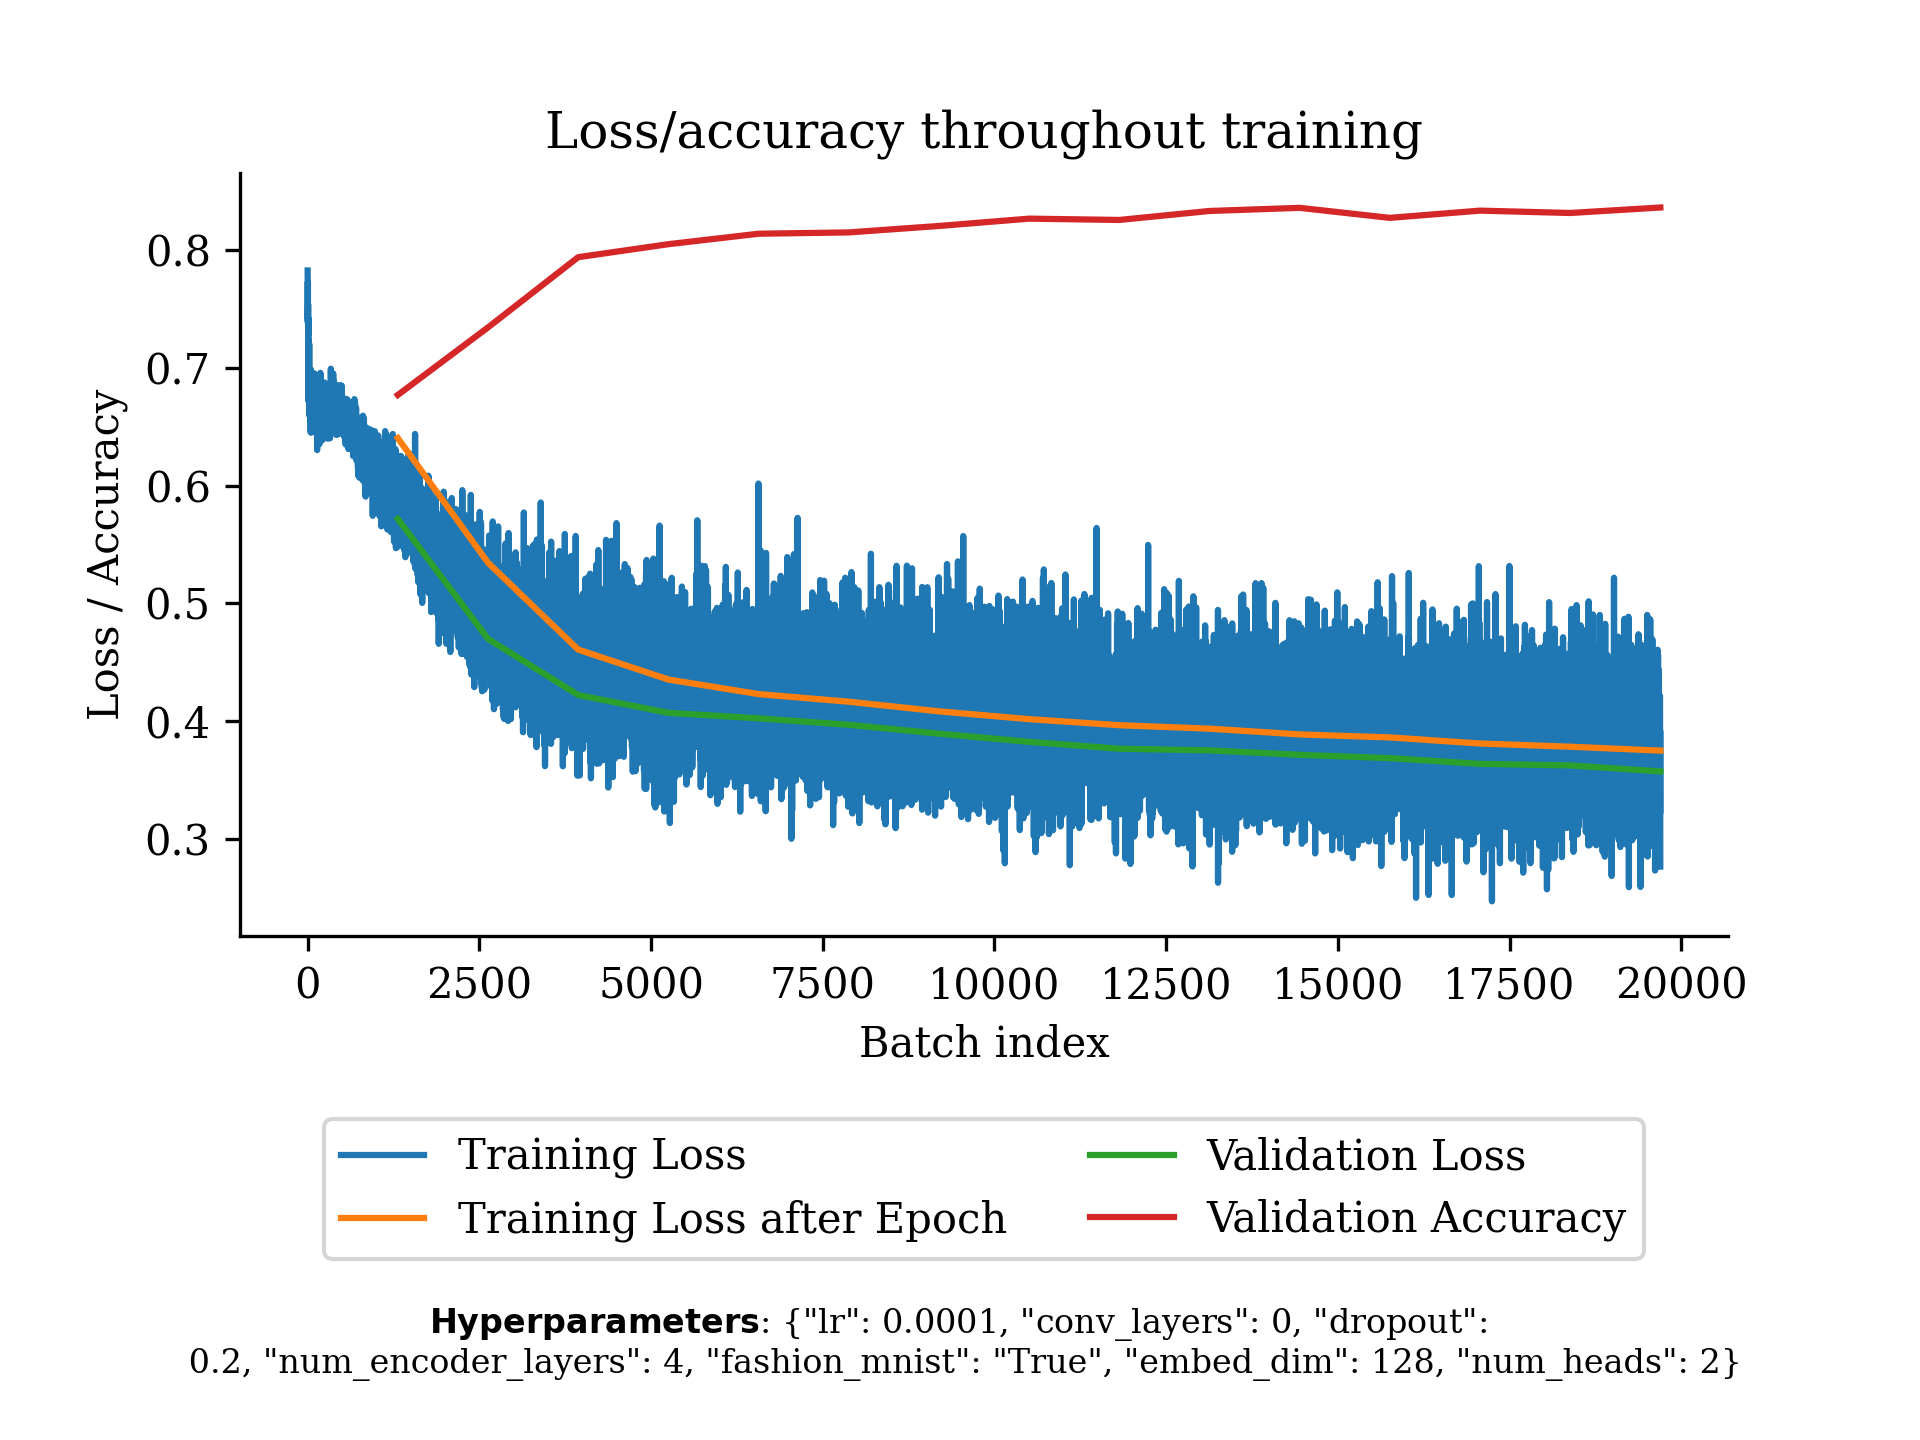 Loss/accuracy throughout training
Loss / Accuracy
0.8
0.7
0.6
0.5
0.4
0.3
0 2500 5000 7500 10000 12500 15000 17500 20000
Batch index
Training Loss Validation Loss
Training Loss after Epoch Validation Accuracy
Hyperparameters: {"lr": 0.0001, "conv_layers": 0, "dropout":
0.2, "num_encoder_layers": 4, "fashion_mnist": "True", "embed_dim": 128, "num_heads": 2}